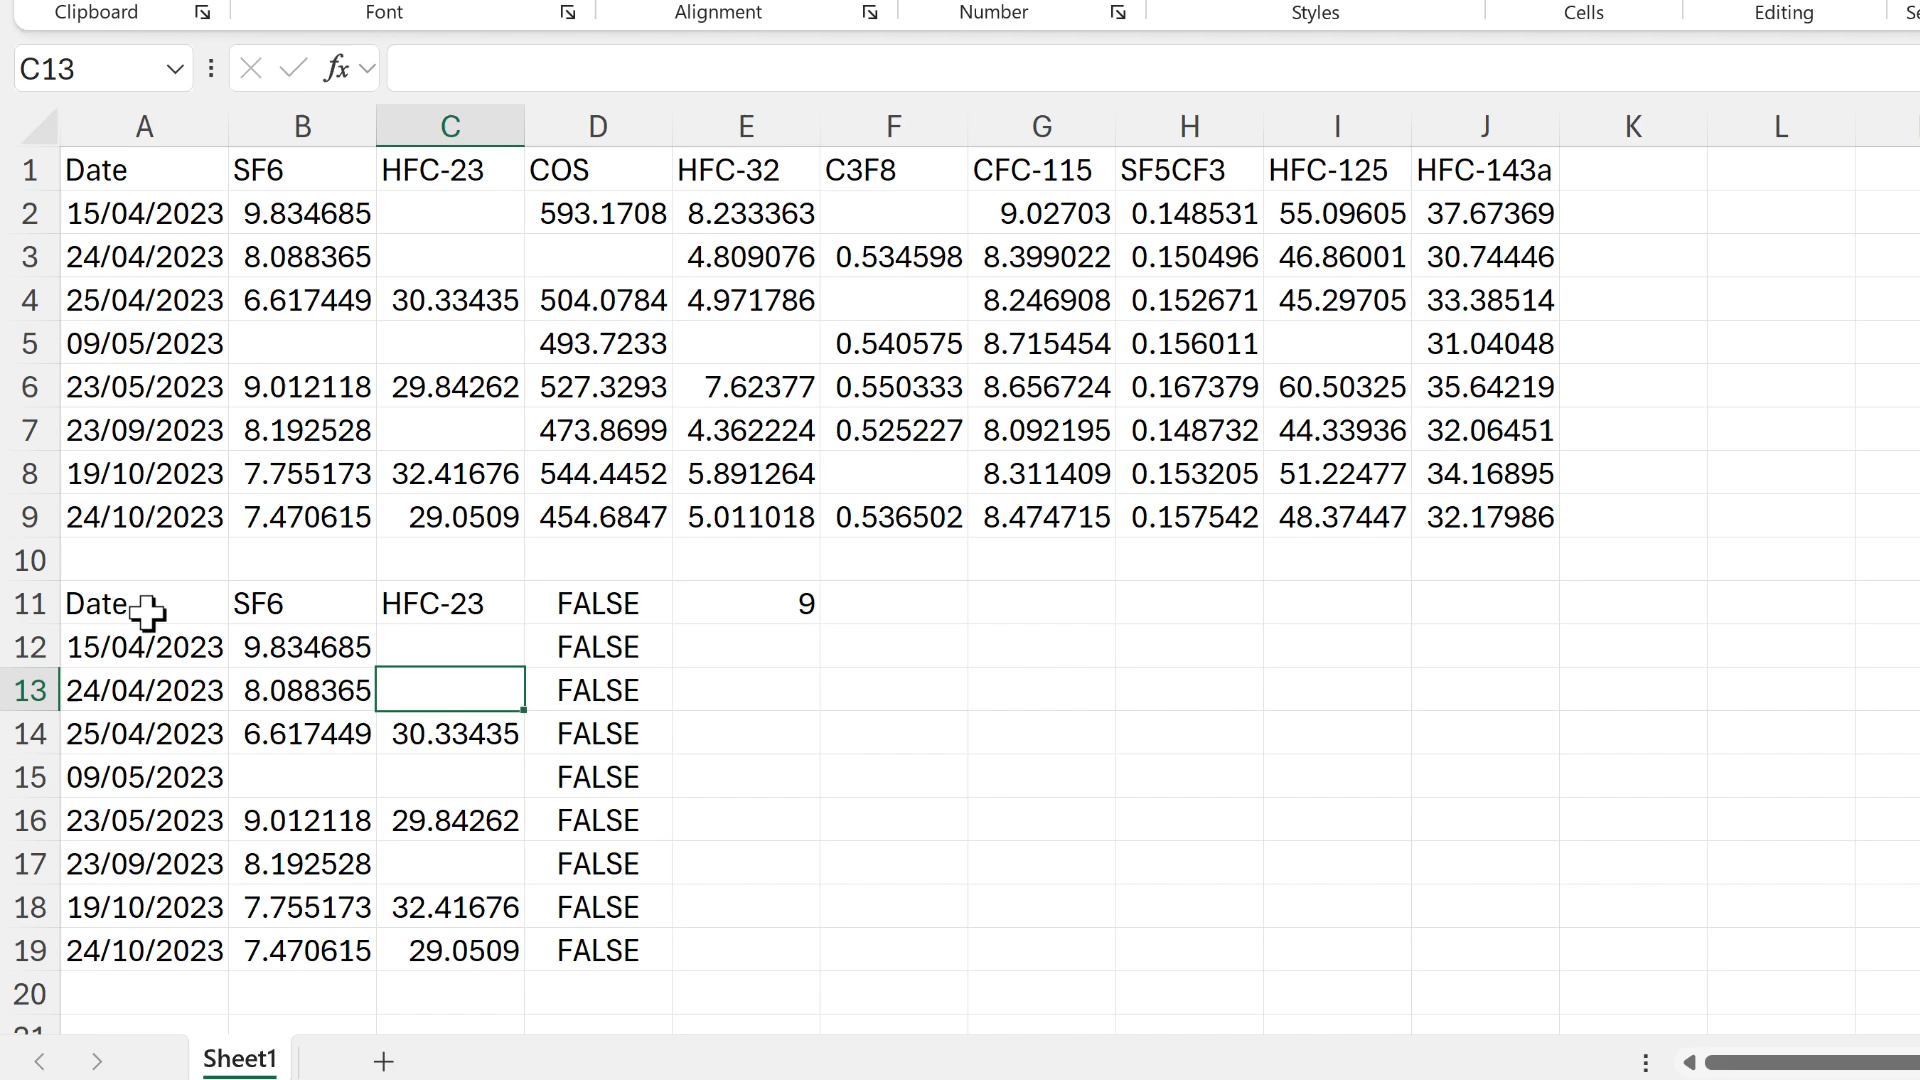 Clipboard Font Alignment Number Styles Cells Editing
C13 fx
A B C D E F G H I J K L
1 Date SF6 HFC-23 COS HFC-32 C3F8 CFC-115 SF5CF3 HFC-125 HFC-143a
2 15/04/2023 9.834685 593.1708 8.233363 9.02703 0.148531 55.09605 37.67369
3 24/04/2023 8.088365 4.809076 0.534598 8.399022 0.150496 46.86001 30.74446
4 25/04/2023 6.617449 30.33435 504.0784 4.971786 8.246908 0.152671 45.29705 33.38514
5 09/05/2023 493.7233 0.540575 8.715454 0.156011 31.04048
6 23/05/2023 9.012118 29.84262 527.3293 7.62377 0.550333 8.656724 0.167379 60.50325 35.64219
7 23/09/2023 8.192528 473.8699 4.362224 0.525227 8.092195 0.148732 44.33936 32.06451
8 19/10/2023 7.755173 32.41676 544.4452 5.891264 8.311409 0.153205 51.22477 34.16895
9 24/10/2023 7.470615 29.0509 454.6847 5.011018 0.536502 8.474715 0.157542 48.37447 32.17986
10
11 Date SF6 HFC-23 FALSE 9
12 15/04/2023 9.834685 FALSE
13 24/04/2023 8.088365 FALSE
14 25/04/2023 6.617449 30.33435 FALSE
15 09/05/2023 FALSE
16 23/05/2023 9.012118 29.84262 FALSE
17 23/09/2023 8.192528 FALSE
18 19/10/2023 7.755173 32.41676 FALSE
19 24/10/2023 7.470615 29.0509 FALSE
20
21
Sheet1